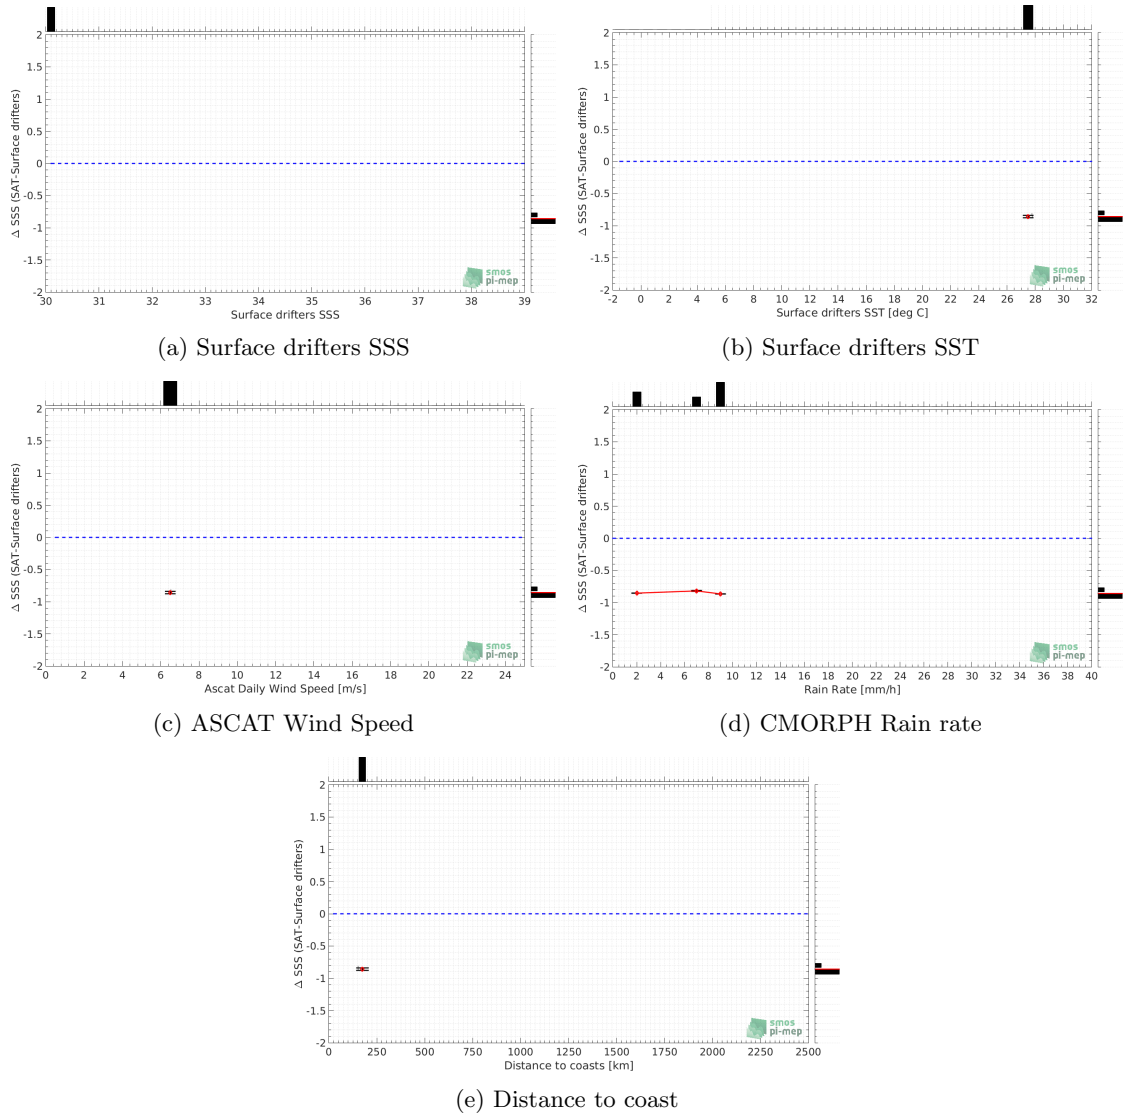 2
1.5
1
0.5
0
-0.5
-1
-1.5
-2
Δ SSS (SAT-Surface drifters)
30 31 32 33 34 35 36 37 38 39
Surface drifters SSS
smos
pi-mep
(a) Surface drifters SSS
2
1.5
1
0.5
0
-0.5
-1
-1.5
-2
Δ SSS (SAT-Surface drifters)
-2 0 2 4 6 8 10 12 14 16 18 20 22 24 26 28 30 32
Surface drifters SST [deg C]
smos
pi-mep
(b) Surface drifters SST
2
1.5
1
0.5
0
-0.5
-1
-1.5
-2
Δ SSS (SAT-Surface drifters)
0 2 4 6 8 10 12 14 16 18 20 22 24
Ascat Daily Wind Speed [m/s]
smos
pi-mep
(c) ASCAT Wind Speed
2
1.5
1
0.5
0
-0.5
-1
-1.5
-2
Δ SSS (SAT-Surface drifters)
0 2 4 6 8 10 12 14 16 18 20 22 24 26 28 30 32 34 36 38 40
Rain Rate [mm/h]
smos
pi-mep
(d) CMORPH Rain rate
2
1.5
1
0.5
0
-0.5
-1
-1.5
-2
Δ SSS (SAT-Surface drifters)
0 250 500 750 1000 1250 1500 1750 2000 2250 2500
Distance to coasts [km]
smos
pi-mep
(e) Distance to coast